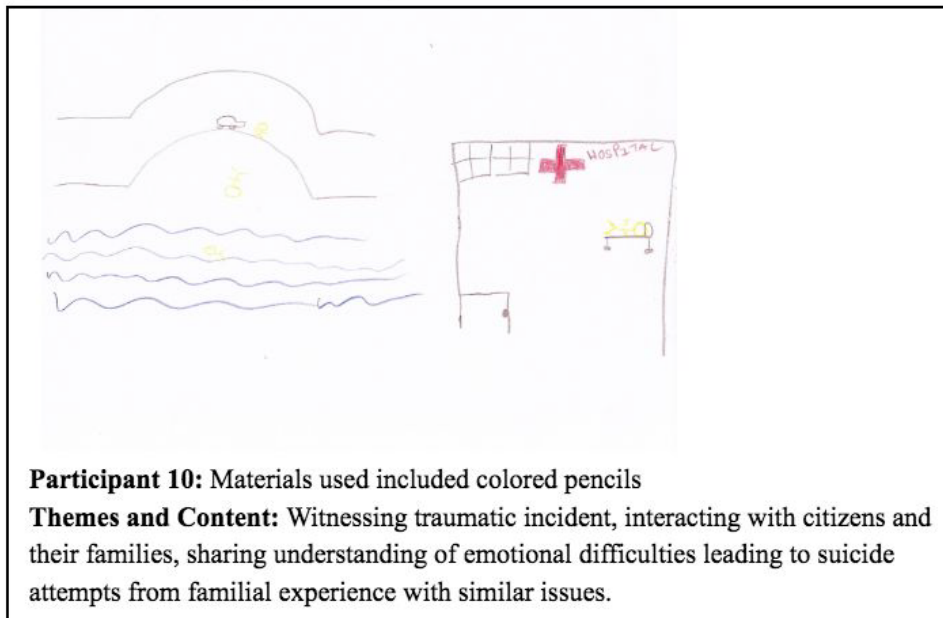 HOSPITAL
Participant 10: Materials used included colored pencils
Themes and Content: Witnessing traumatic incident, interacting with citizens and
their families, sharing understanding of emotional difficulties leading to suicide
attempts from familial experience with similar issues.